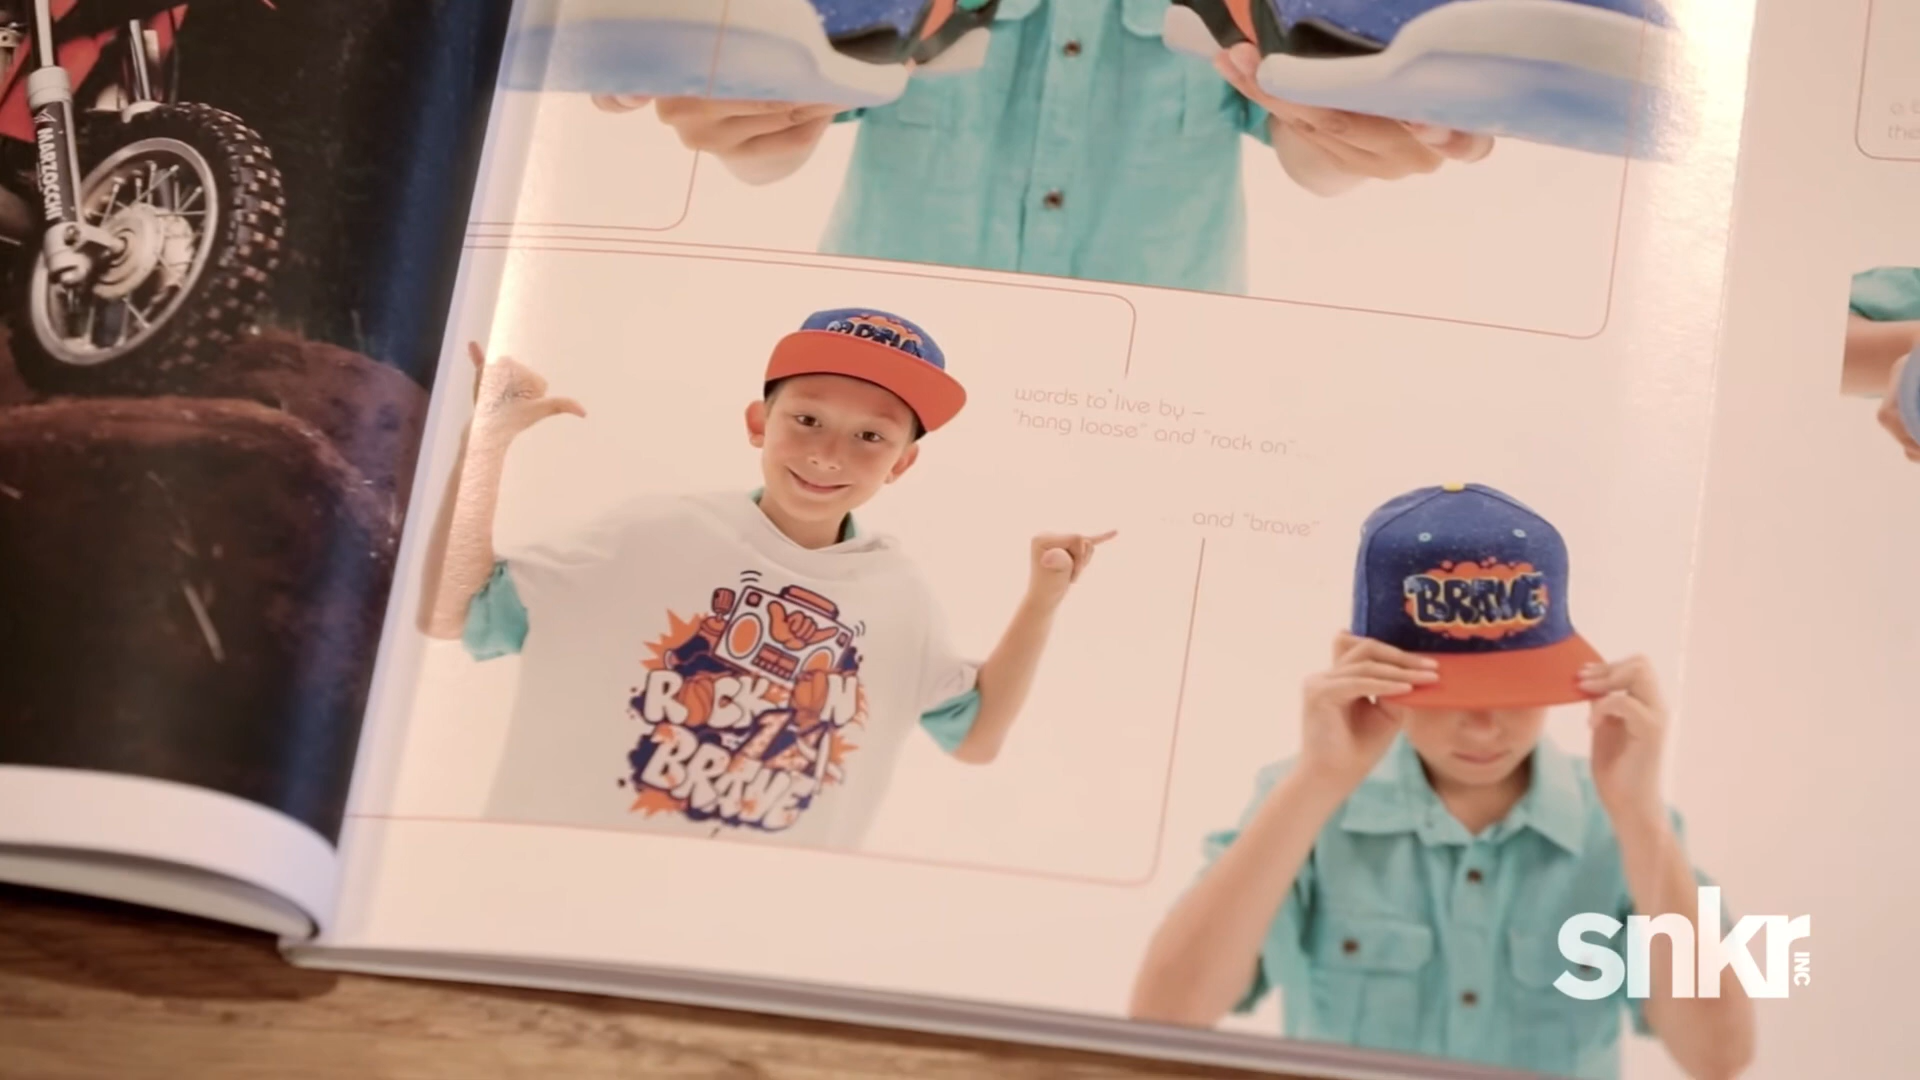 MARZOCCHI
words to live by –
"hang loose" and "rock on"...
... and "brave"
BRAVE
ROCK ON
BRAVE
snkr INC